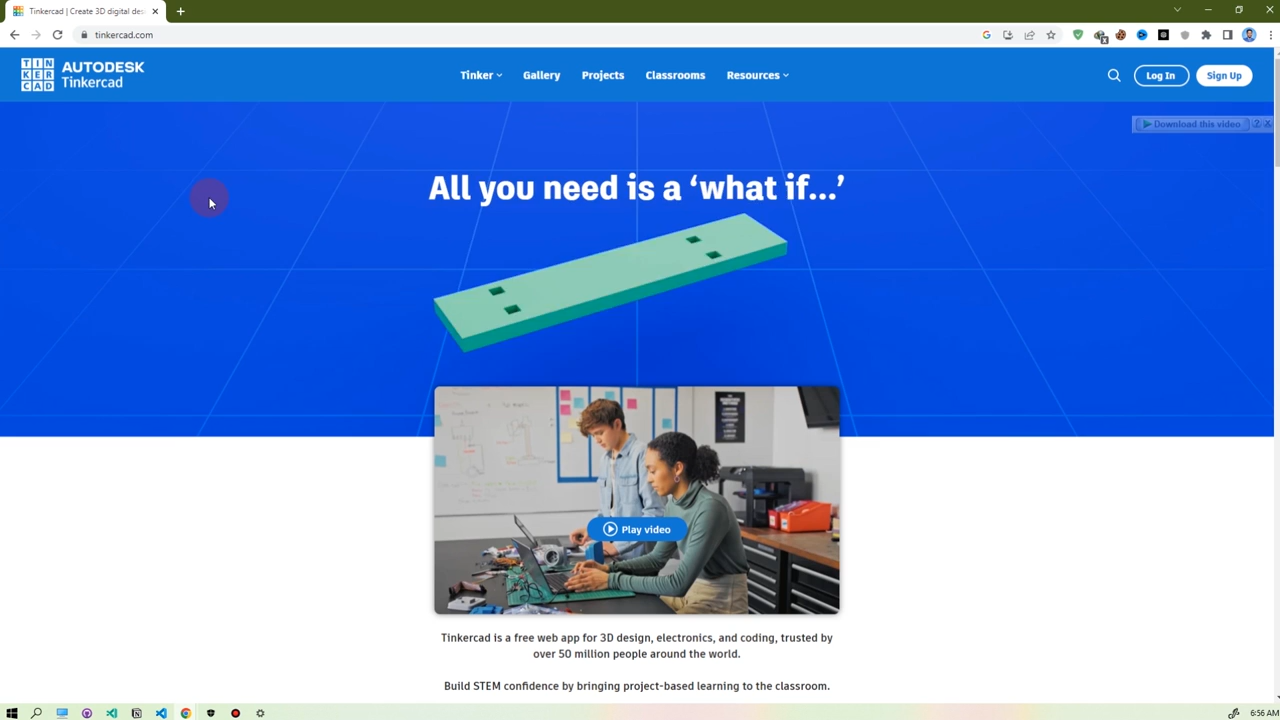 Tinkercad | Create 3D digital des
tinkercad.com
TIN
KER
CAD
AUTODESK
Tinkercad
Tinker
Gallery
Projects
Classrooms
Resources
Log In
Sign Up
Download this video
All you need is a ‘what if...’
Play video
Tinkercad is a free web app for 3D design, electronics, and coding, trusted by
over 50 million people around the world.
Build STEM confidence by bringing project-based learning to the classroom.
6:56 AM